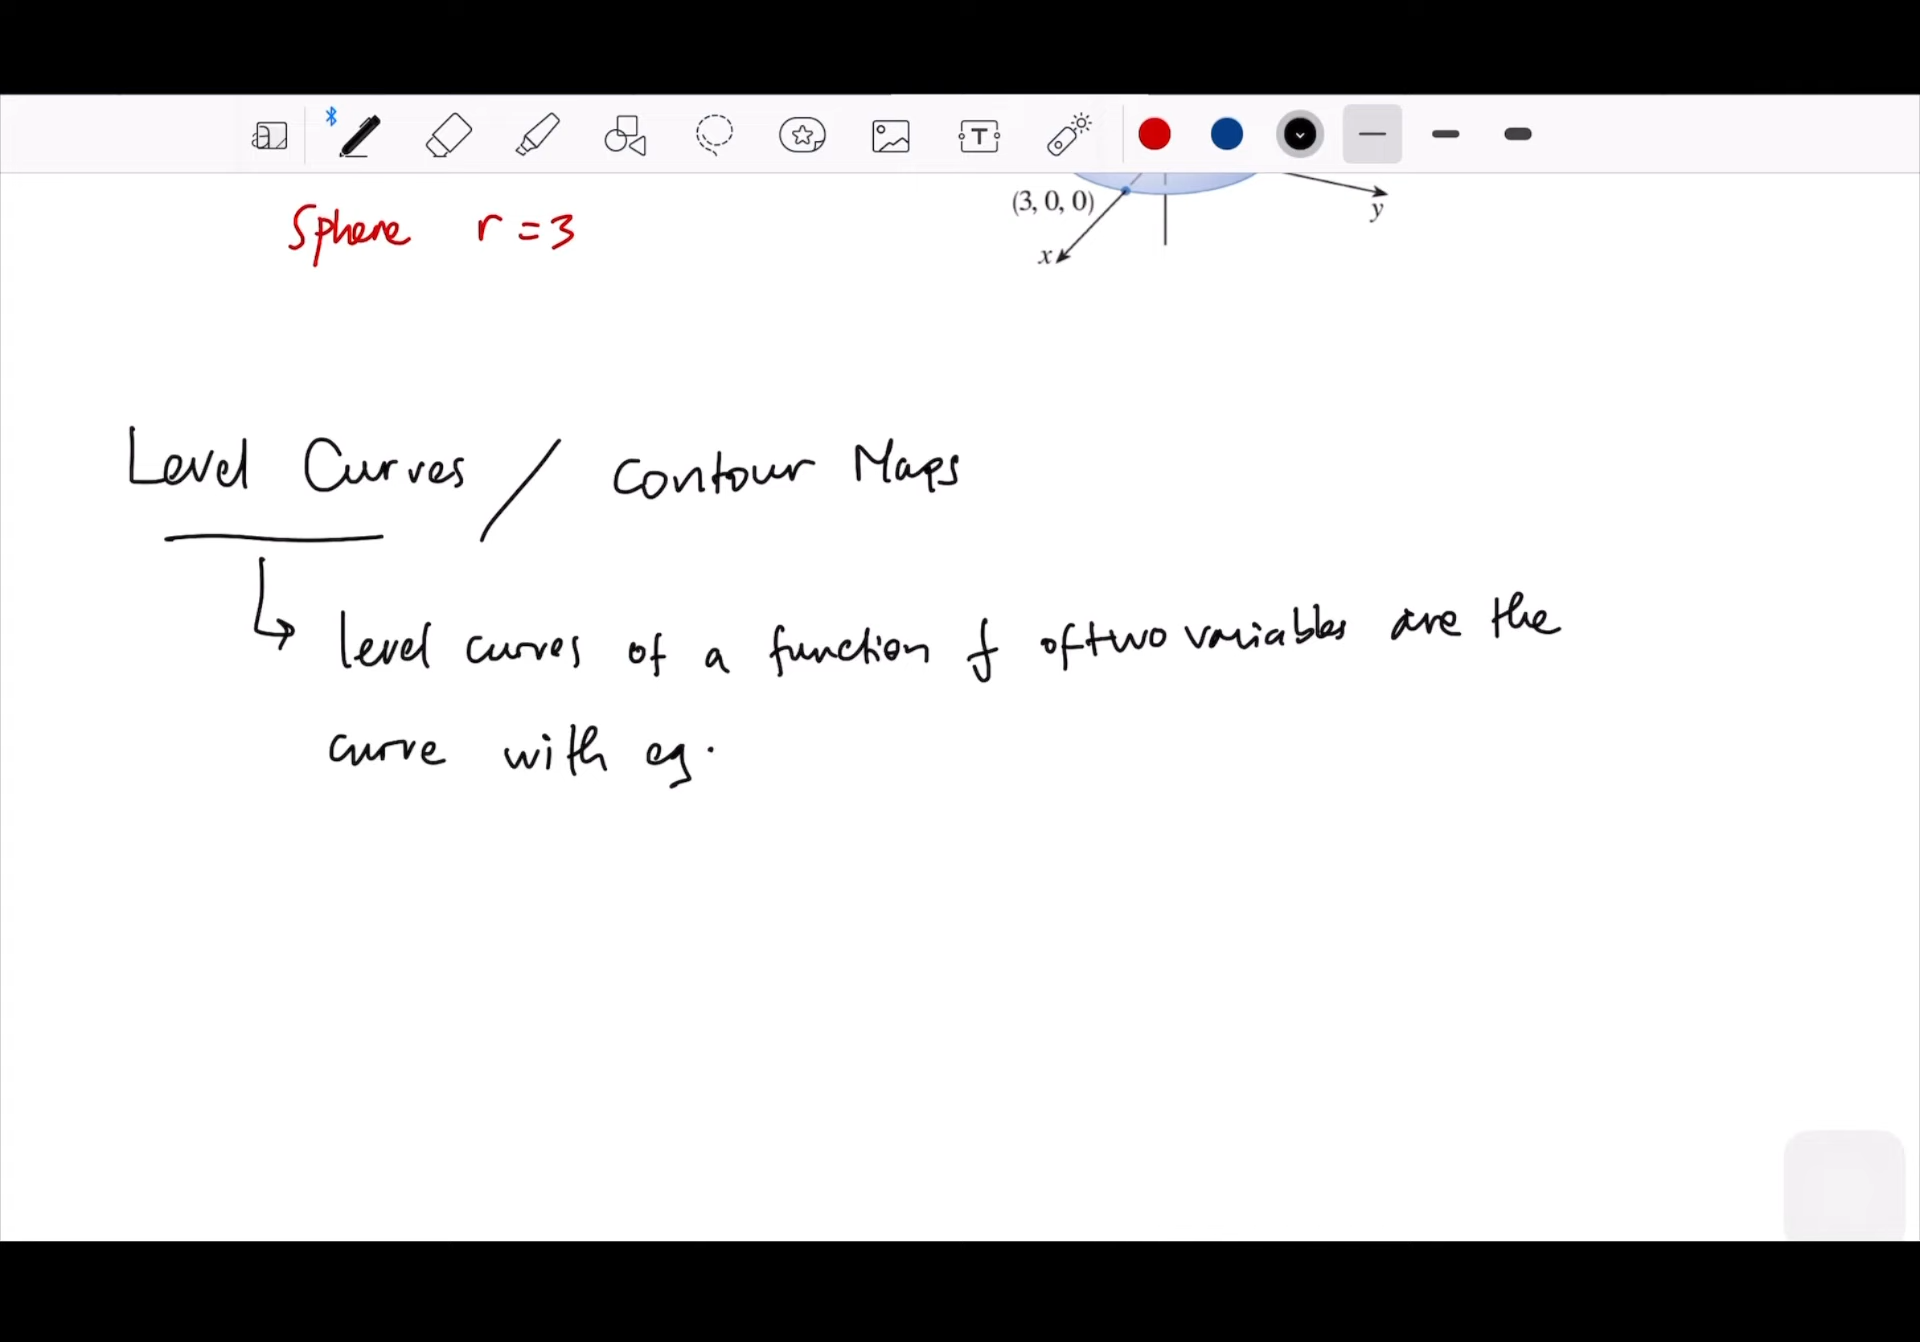 Sphere r = 3
(3, 0, 0)
y
x
Level Curves / Contour Maps
level curves of a function f of two variables are the
curve with eq.